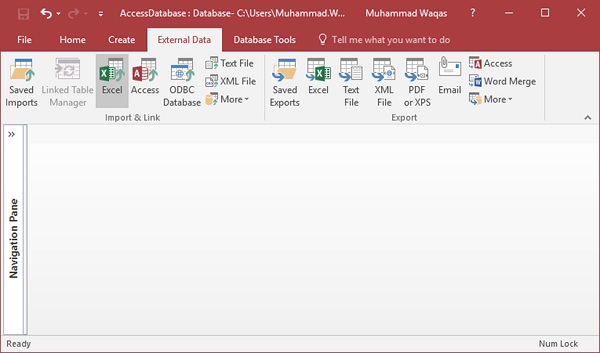 AccessDatabase : Database- C:\Users\Muhammad.W... Muhammad Waqas ?
File Home Create External Data Database Tools Tell me what you want to do
Saved Imports
Linked Table Manager
Excel
Access
ODBC Database
Text File
XML File
More
Import & Link
Saved Exports
Excel
Text File
XML File
PDF or XPS
Email
Access
Word Merge
More
Export
Navigation Pane
Ready Num Lock